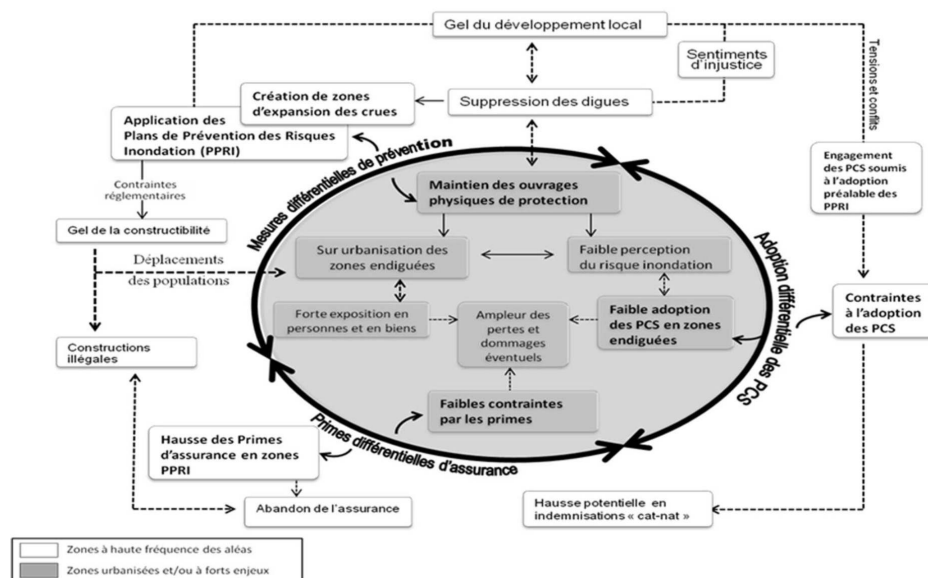 Gel du développement local
Sentiments
d'injustice
Tensions et conflits
Création de zones
d'expansion des crues
Suppression des digues
Application des
Plans de Prévention des Risques
Inondation (PPRI)
Mesures différentielles de prévention
Engagement
des PCS soumis
à l'adoption
préalable des
PPRI
Contraintes
réglementaires
Maintien des ouvrages
physiques de protection
Gel de la constructibilité
Sur urbanisation des
zones endiguées
Faible perception
du risque inondation
Adoption différentielle des PCS
Déplacements
des populations
Forte exposition en
personnes et en biens
Ampleur des
pertes et
dommages
éventuels
Faible adoption
des PCS en zones
endiguées
Contraintes
à l'adoption
des PCS
Constructions
illégales
Faibles contraintes
par les primes
Primes différentielles d'assurance
Hausse des Primes
d'assurance en zones
PPRI
Abandon de l'assurance
Hausse potentielle en
indemnisations « cat-nat »
Zones à haute fréquence des aléas
Zones urbanisées et/ou à forts enjeux